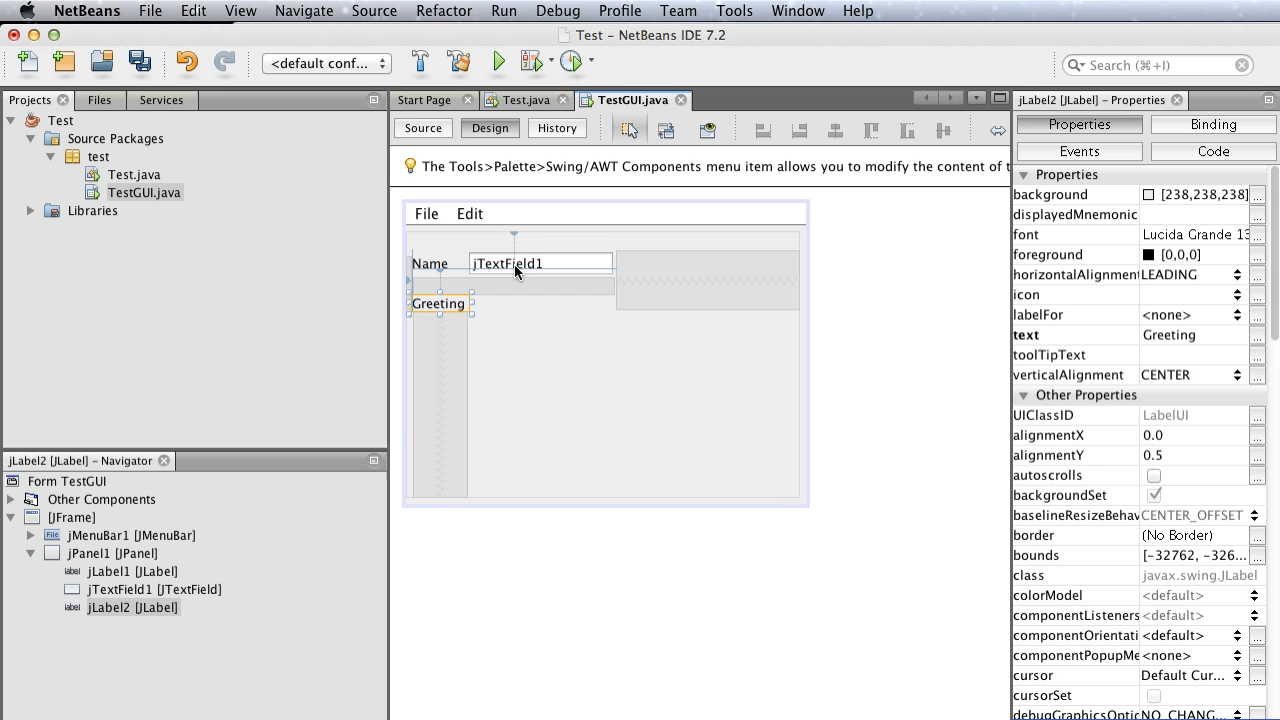 NetBeans File Edit View Navigate Source Refactor Run Debug Profile Team Tools Window Help
Test – NetBeans IDE 7.2
<default conf...
Search (⌘+I)
Projects Files Services
Test
Source Packages
test
Test.java
TestGUI.java
Libraries
jLabel2 [JLabel] – Navigator
Form TestGUI
Other Components
[JFrame]
jMenuBar1 [JMenuBar]
jPanel1 [JPanel]
jLabel1 [JLabel]
jTextField1 [JTextField]
jLabel2 [JLabel]
Start Page Test.java TestGUI.java
Source Design History
The Tools>Palette>Swing/AWT Components menu item allows you to modify the content of t
File Edit
Name jTextField1
Greeting
jLabel2 [JLabel] – Properties
Properties Binding
Events Code
Properties
background [238,238,238] ...
displayedMnemonic ...
font Lucida Grande 13 ...
foreground [0,0,0] ...
horizontalAlignment LEADING ...
icon ...
labelFor <none> ...
text Greeting ...
toolTipText ...
verticalAlignment CENTER ...
Other Properties
UIClassID LabelUI ...
alignmentX 0.0 ...
alignmentY 0.5 ...
autoscrolls ...
backgroundSet
baselineResizeBehav CENTER_OFFSET
border (No Border) ...
bounds [-32762, -326... ...
class javax.swing.JLabel
colorModel <default>
componentListeners <default>
componentOrientati <default> ...
componentPopupMe <none> ...
cursor Default Cur... ...
cursorSet
debugGraphicsOptio NO_CHANG... ...